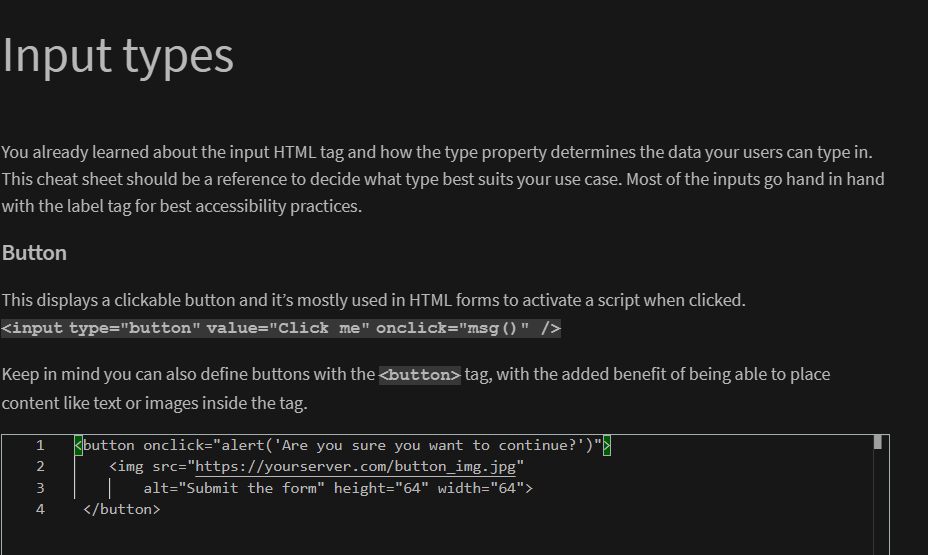 Input types
You already learned about the input HTML tag and how the type property determines the data your users can type in.
This cheat sheet should be a reference to decide what type best suits your use case. Most of the inputs go hand in hand
with the label tag for best accessibility practices.
Button
This displays a clickable button and it’s mostly used in HTML forms to activate a script when clicked.
<input type="button" value="Click me" onclick="msg()" />
Keep in mind you can also define buttons with the <button> tag, with the added benefit of being able to place
content like text or images inside the tag.
1 <button onclick="alert('Are you sure you want to continue?')">
2 <img src="https://yourserver.com/button_img.jpg"
3 alt="Submit the form" height="64" width="64">
4 </button>